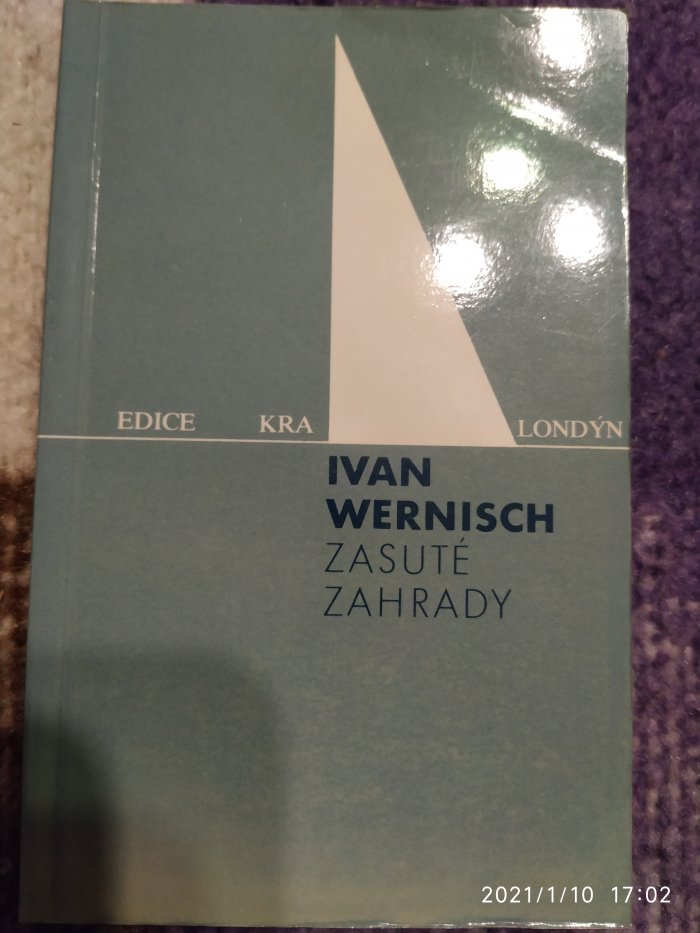 EDICE KRA LONDÝN
IVAN
WERNISCH
ZASUTÉ
ZAHRADY
2021/1/10 17:02